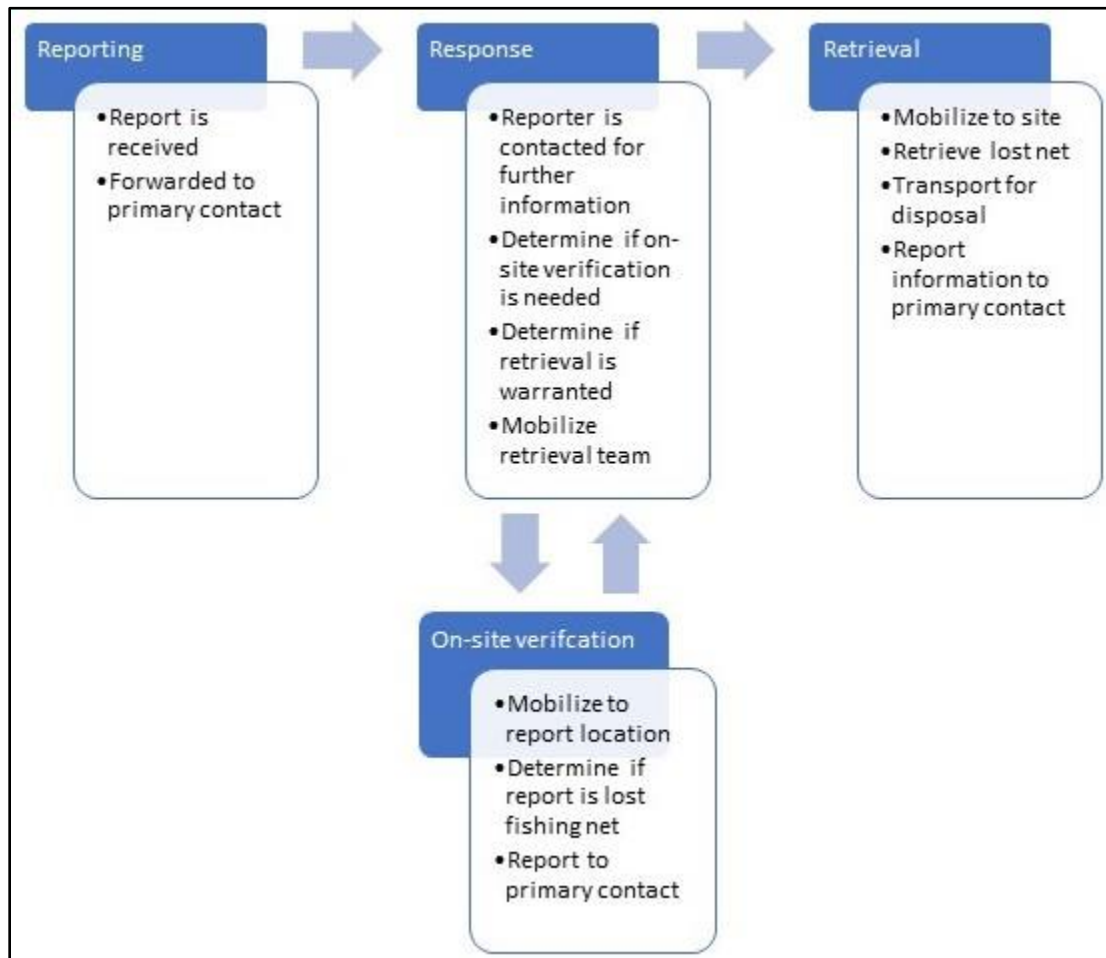 Reporting
•Report is
received
•Forwarded to
primary contact
Response
•Reporter is
contacted for
further
information
•Determine if on-
site verification
is needed
•Determine if
retrieval is
warranted
•Mobilize
retrieval team
Retrieval
•Mobilize to site
•Retrieve lost net
•Transport for
disposal
•Report
information to
primary contact
On-site verifcation
•Mobilize to
report location
•Determine if
report is lost
fishing net
•Report to
primary contact